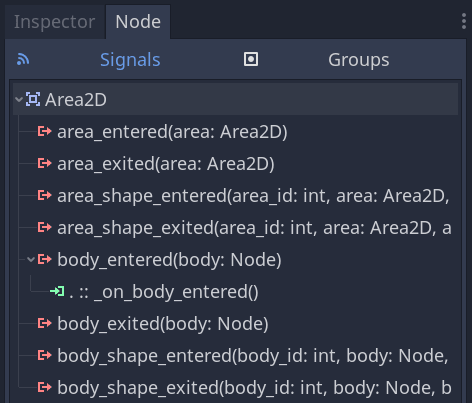 Inspector Node
Signals Groups
Area2D
area_entered(area: Area2D)
area_exited(area: Area2D)
area_shape_entered(area_id: int, area: Area2D,
area_shape_exited(area_id: int, area: Area2D, a
body_entered(body: Node)
. :: _on_body_entered()
body_exited(body: Node)
body_shape_entered(body_id: int, body: Node,
body_shape_exited(body_id: int, body: Node, b